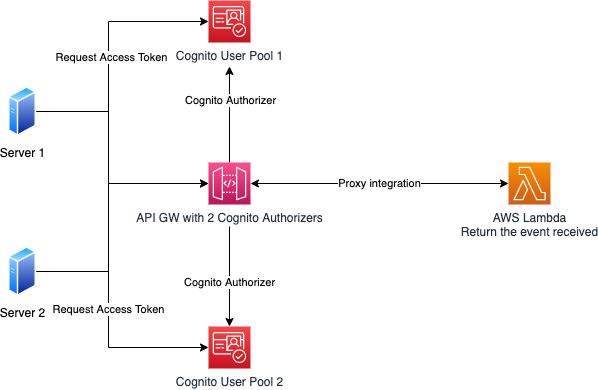 Request Access Token
Cognito User Pool 1
Cognito Authorizer
Server 1
Proxy integration
API GW with 2 Cognito Authorizers
AWS Lambda
Return the event received
Cognito Authorizer
Server 2
Request Access Token
Cognito User Pool 2